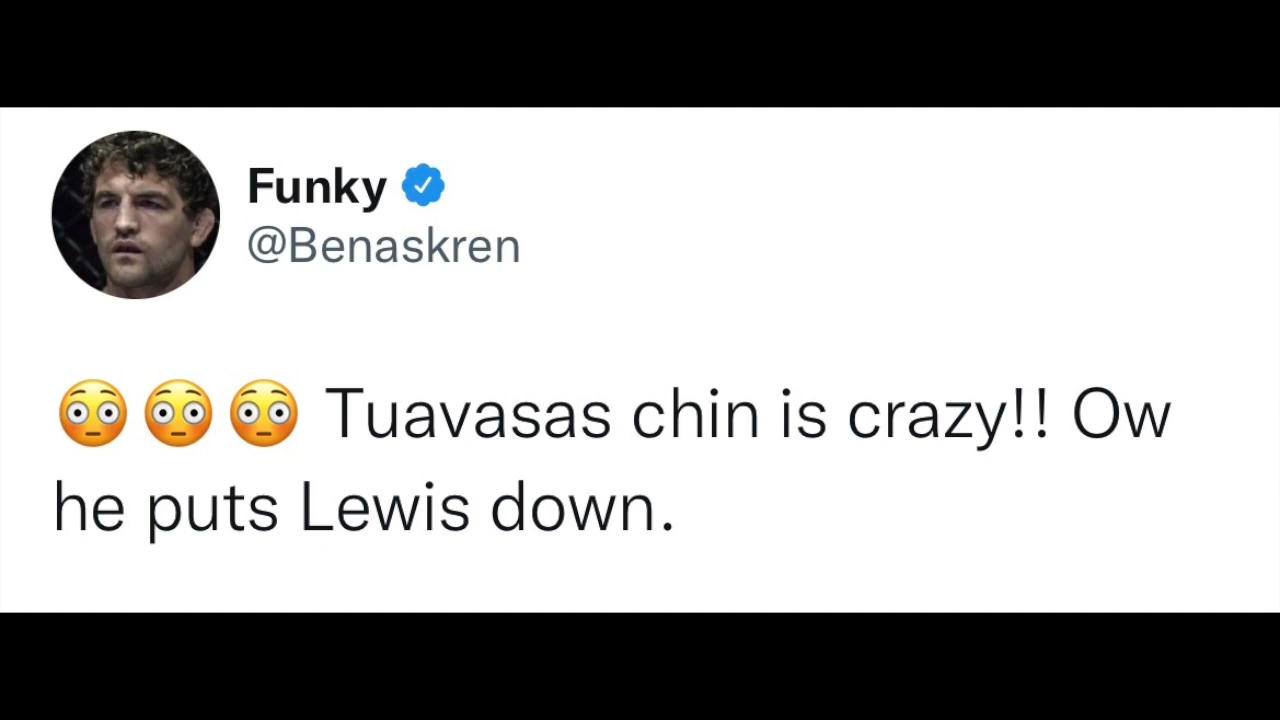 Funky
@Benaskren
😳😳😳 Tuavasas chin is crazy!! Ow
he puts Lewis down.